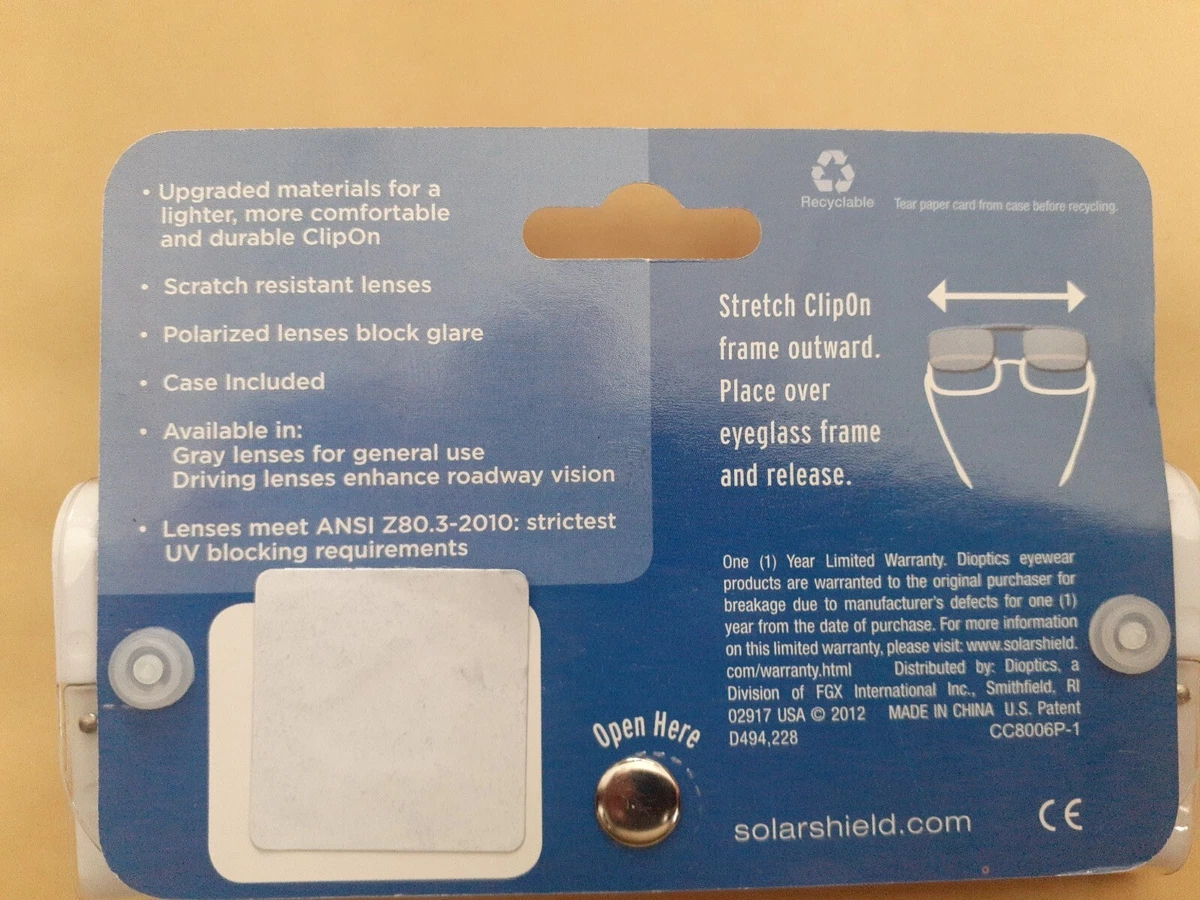 • Upgraded materials for a
lighter, more comfortable
and durable ClipOn
• Scratch resistant lenses
• Polarized lenses block glare
• Case Included
• Available in:
Gray lenses for general use
Driving lenses enhance roadway vision
• Lenses meet ANSI Z80.3-2010: strictest
UV blocking requirements
Recyclable
Tear paper card from case before recycling.
Stretch ClipOn
frame outward.
Place over
eyeglass frame
and release.
One (1) Year Limited Warranty. Dioptics eyewear
products are warranted to the original purchaser for
breakage due to manufacturer's defects for one (1)
year from the date of purchase. For more information
on this limited warranty, please visit: www.solarshield.
com/warranty.html Distributed by: Dioptics, a
Division of FGX International Inc., Smithfield, RI
02917 USA © 2012 MADE IN CHINA U.S. Patent
D494,228 CC8006P-1
Open Here
solarshield.com
CE